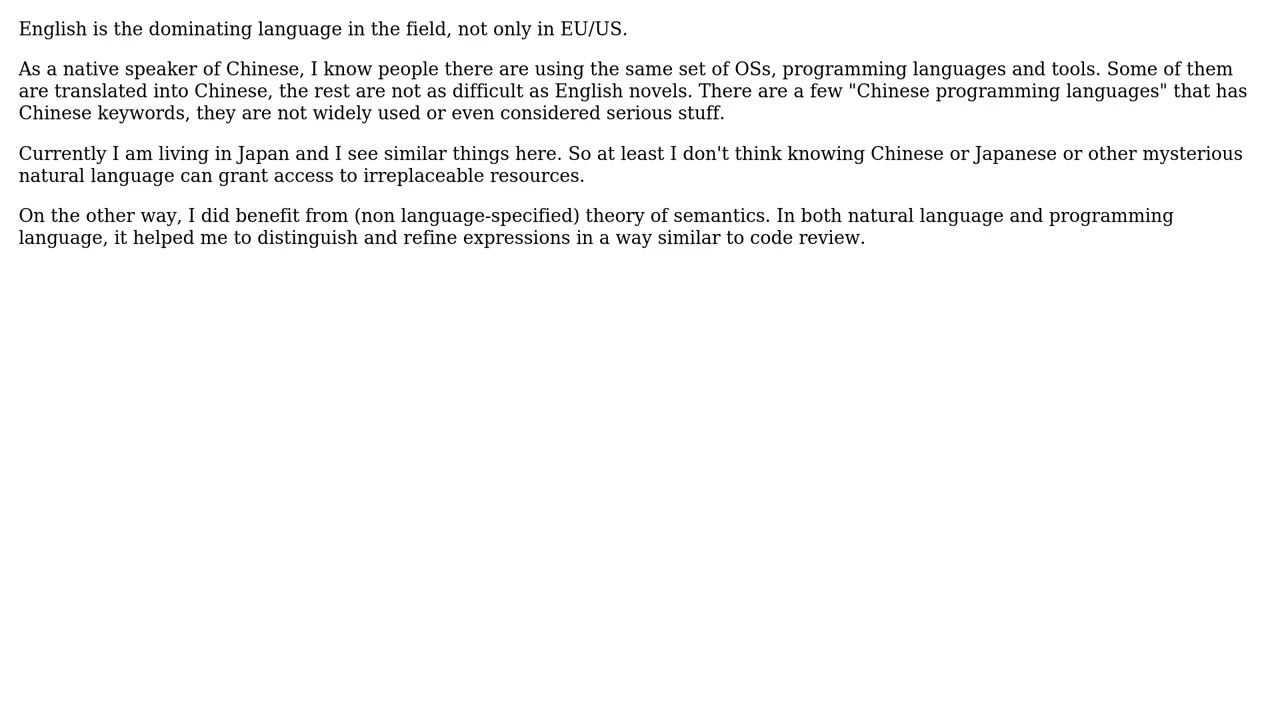 English is the dominating language in the field, not only in EU/US.
As a native speaker of Chinese, I know people there are using the same set of OSs, programming languages and tools. Some of them
are translated into Chinese, the rest are not as difficult as English novels. There are a few "Chinese programming languages" that has
Chinese keywords, they are not widely used or even considered serious stuff.
Currently I am living in Japan and I see similar things here. So at least I don't think knowing Chinese or Japanese or other mysterious
natural language can grant access to irreplaceable resources.
On the other way, I did benefit from (non language-specified) theory of semantics. In both natural language and programming
language, it helped me to distinguish and refine expressions in a way similar to code review.